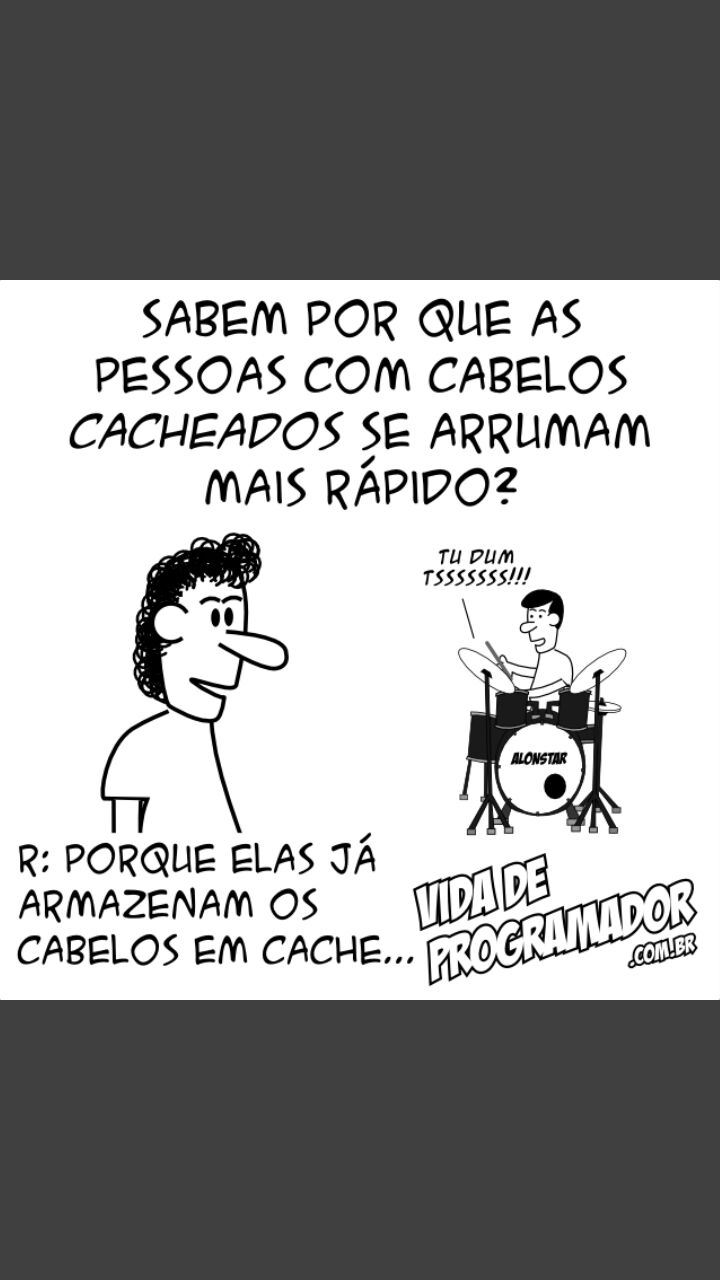 SABEM POR QUE AS
PESSOAS COM CABELOS
CACHEADOS SE ARRUMAM
MAIS RÁPIDO?
TU DUM
TSSSSSSS!!!
ALONSTAR
R: PORQUE ELAS JÁ
ARMAZENAM OS
CABELOS EM CACHE...
VIDA DE
PROGRAMADOR
.COM.BR